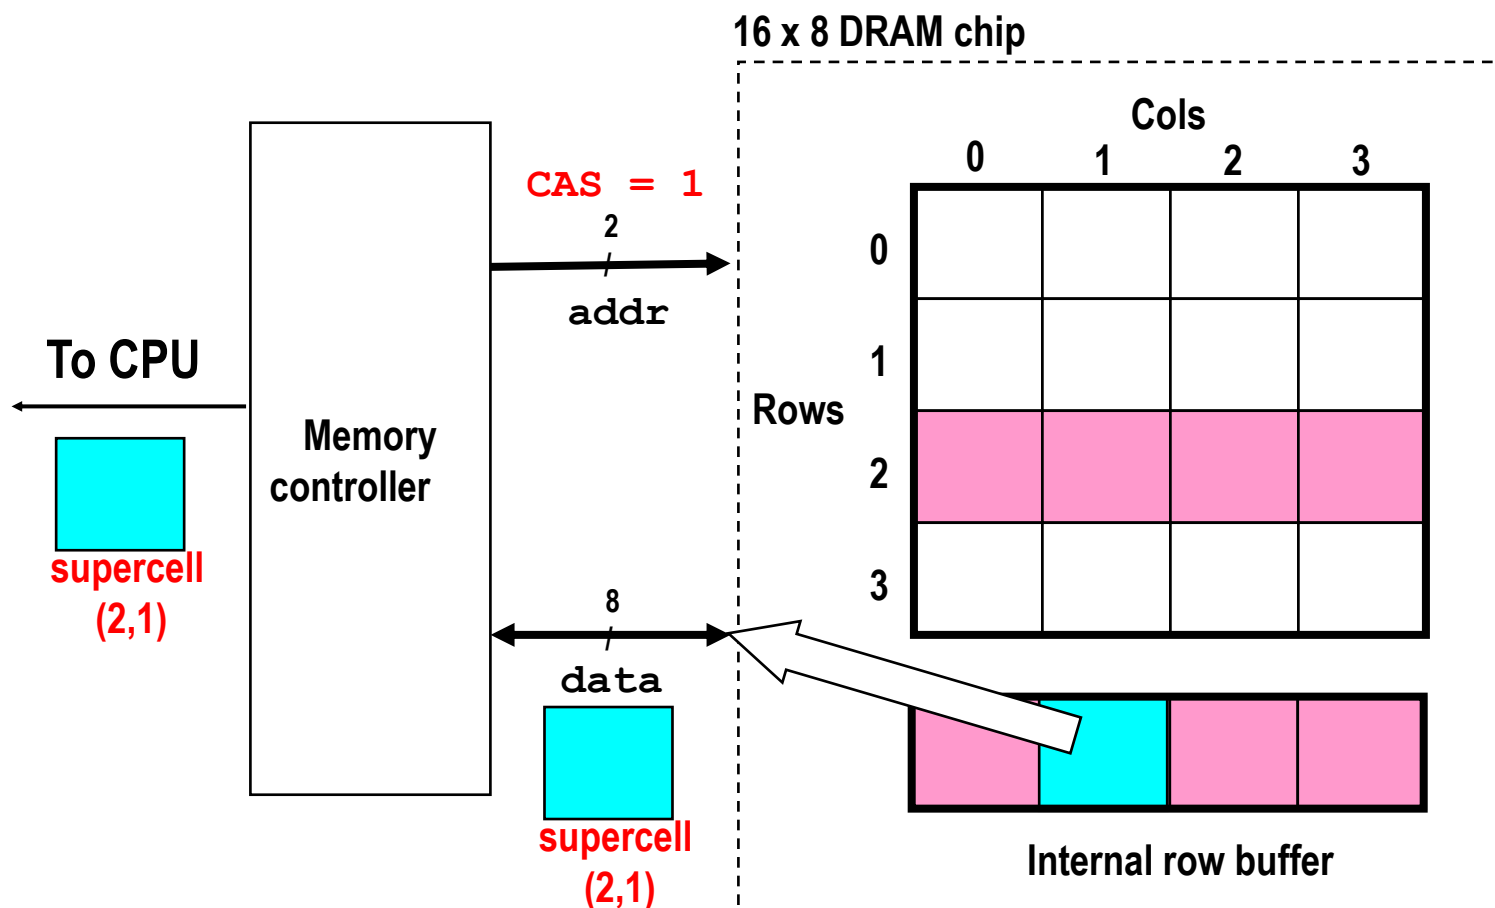 16 x 8 DRAM chip
Cols
0 1 2 3
CAS = 1
2
addr
0
1
Rows
2
3
To CPU
Memory
controller
supercell
(2,1)
8
data
supercell
(2,1)
Internal row buffer